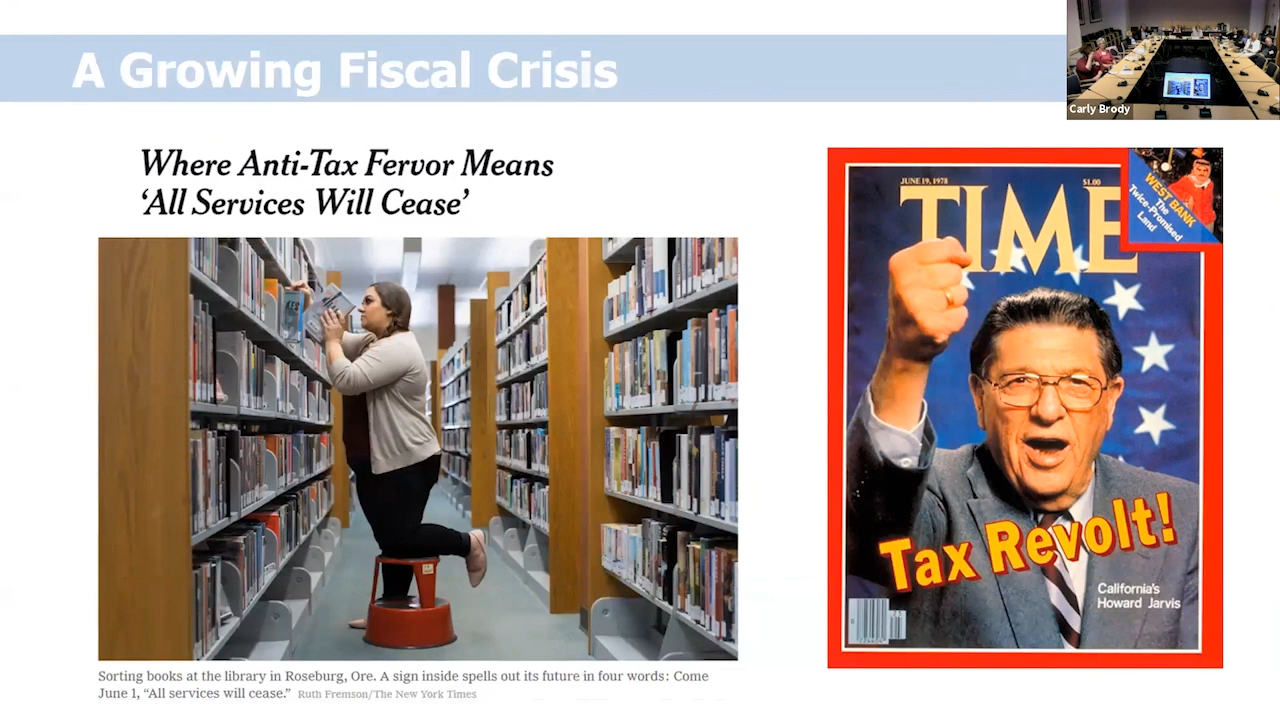 A Growing Fiscal Crisis
Carly Brody
Where Anti-Tax Fervor Means
‘All Services Will Cease’
Sorting books at the library in Roseburg, Ore. A sign inside spells out its future in four words: Come
June 1, “All services will cease.” Ruth Fremson/The New York Times
JUNE 19, 1978
$1.00
TIME
WEST BANK
The
Twice-Promised
Land
Tax Revolt!
California's
Howard Jarvis